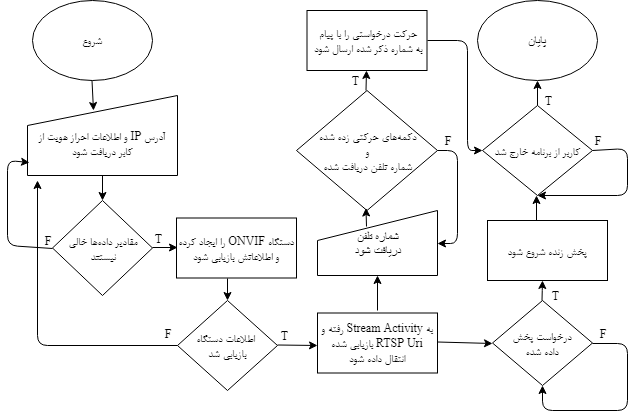 شروع
آدرس IP و اطلاعات احراز هویت از
کابر دریافت شود
مقادیر داده‌ها خالی
نیستند
F
T
دستگاه ONVIF را ایجاد کرده
و اطلاعاتش بازیابی شود
اطلاعات دستگاه
بازیابی شد
F
T
به Stream Activity رفته و
RTSP Uri بازیابی شده
انتقال داده شود
شماره تلفن
دریافت شود
دکمه‌های حرکتی زده شده
و
شماره تلفن دریافت شده
F
T
حرکت درخواستی را با پیام
به شماره ذکر شده ارسال شود
درخواست پخش
داده شده
F
T
پخش زنده شروع شود
کاربر از برنامه خارج شد
F
T
پایان